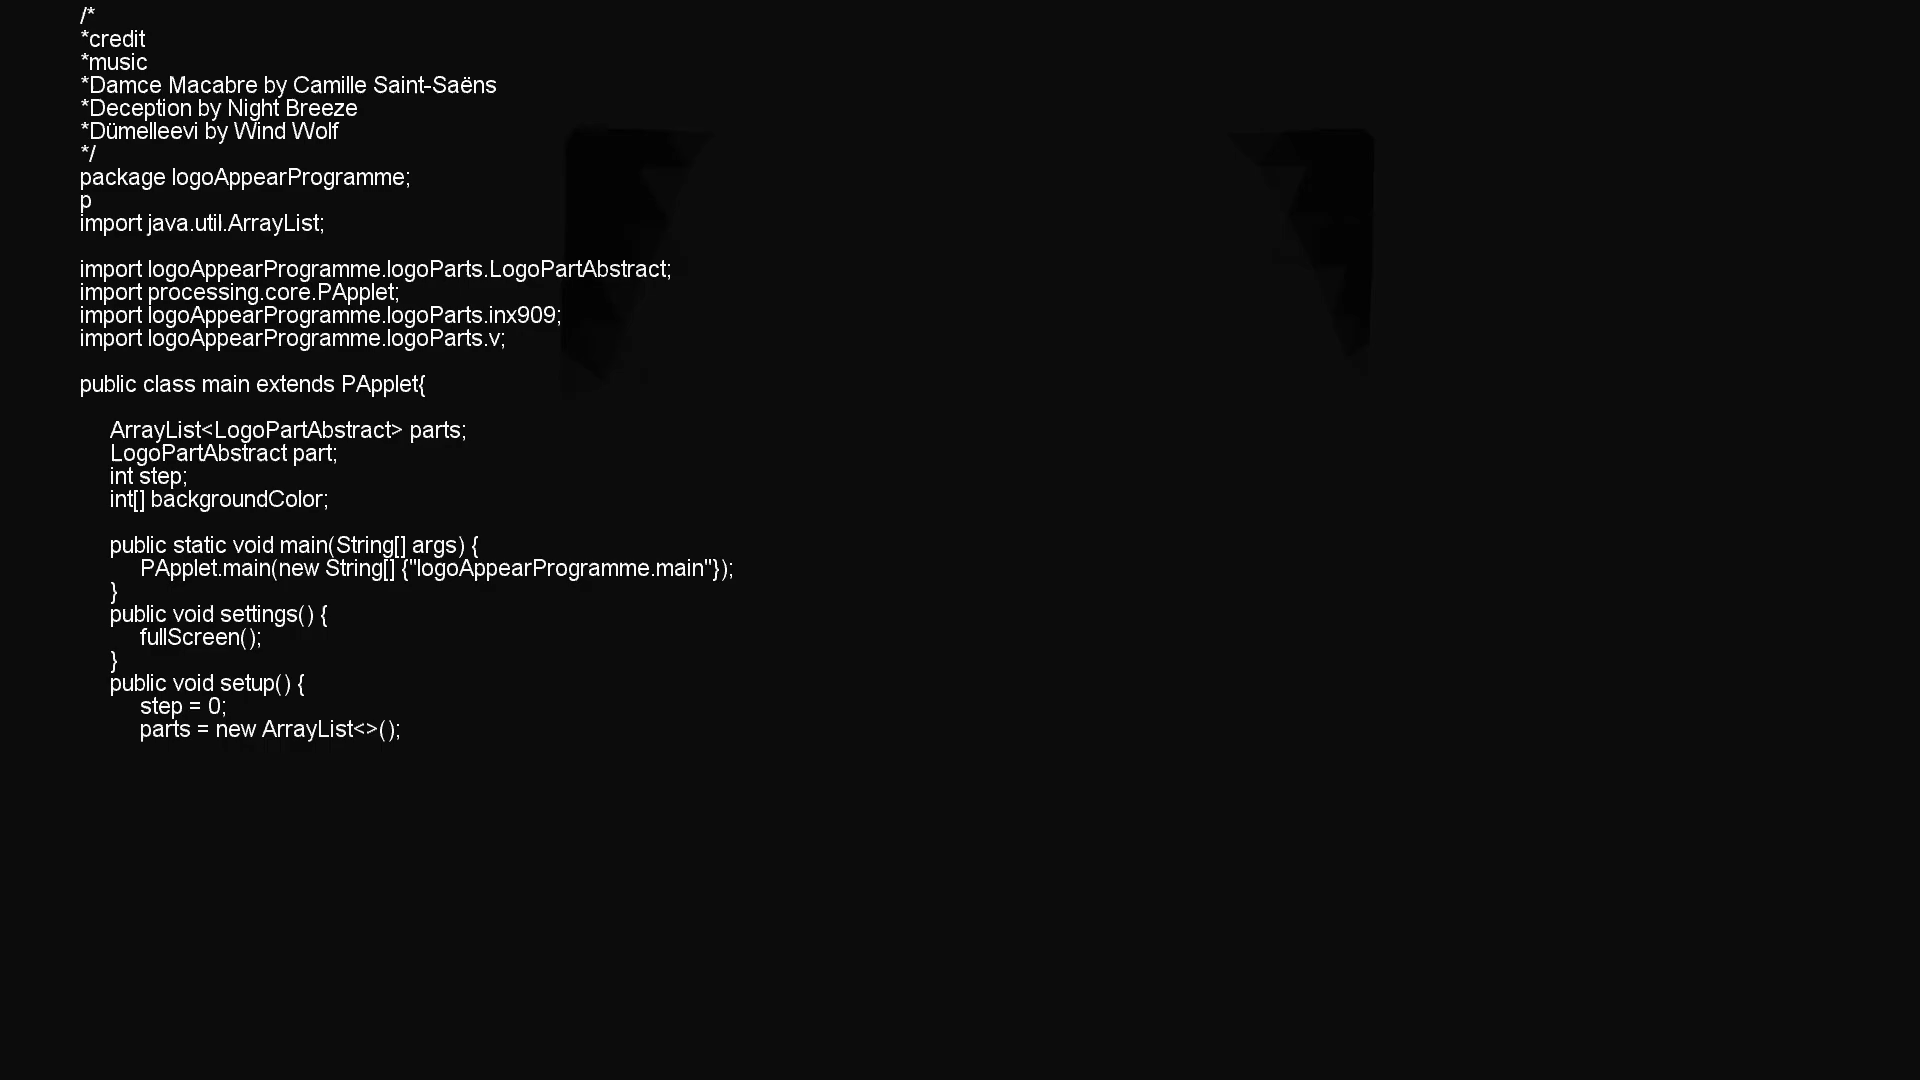 /*
*credit
*music
*Damce Macabre by Camille Saint-Saëns
*Deception by Night Breeze
*Dümelleevi by Wind Wolf
*/
package logoAppearProgramme;
p
import java.util.ArrayList;
import logoAppearProgramme.logoParts.LogoPartAbstract;
import processing.core.PApplet;
import logoAppearProgramme.logoParts.inx909;
import logoAppearProgramme.logoParts.v;
public class main extends PApplet{
ArrayList<LogoPartAbstract> parts;
LogoPartAbstract part;
int step;
int[] backgroundColor;
public static void main(String[] args) {
PApplet.main(new String[] {"logoAppearProgramme.main"});
}
public void settings() {
fullScreen();
}
public void setup() {
step = 0;
parts = new ArrayList<>();